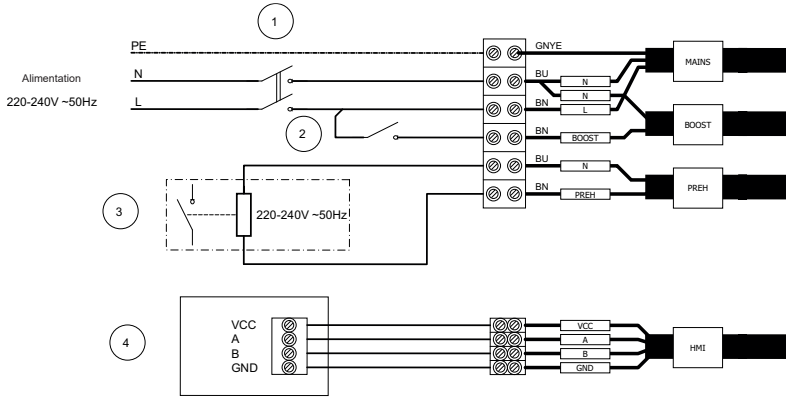 1
PE
GNYE
MAINS
Alimentation
N
BU
N
N
220-240V ~50Hz
L
BN
L
2
BOOST
BN
BOOST
BU
N
3
220-240V ~50Hz
BN
PREH
PREH
4
VCC
VCC
A
A
B
B
GND
GND
HMI